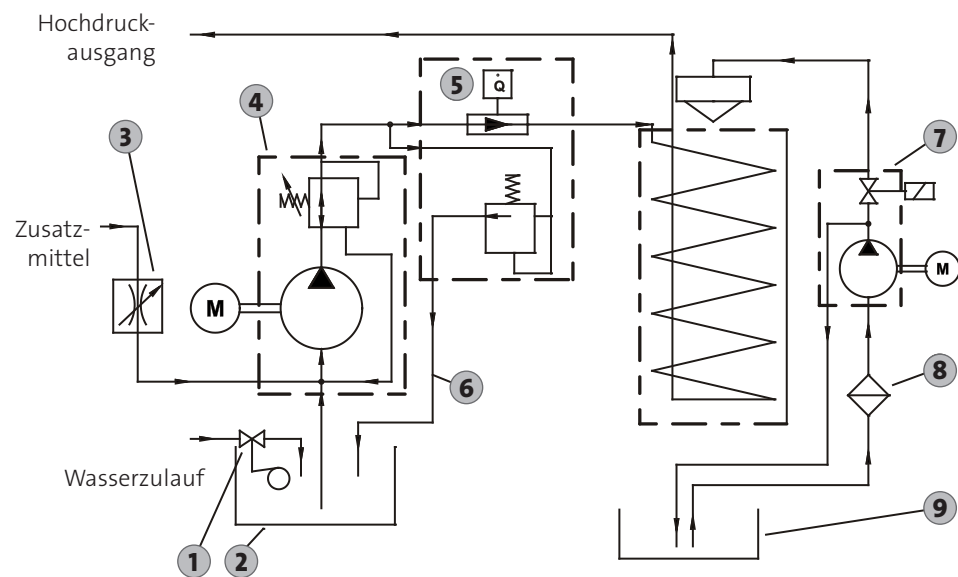 Hochdruck-
ausgang
5
Q̇
4
3
7
Zusatz-
mittel
M
M
6
8
Wasserzulauf
9
1
2